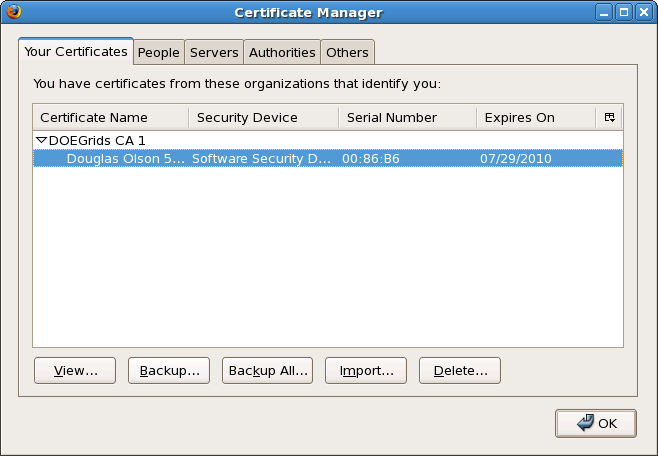 Certificate Manager
Your Certificates People Servers Authorities Others
You have certificates from these organizations that identify you:
Certificate Name Security Device Serial Number Expires On
DOEGrids CA 1
Douglas Olson 5... Software Security D... 00:86:B6 07/29/2010
View... Backup... Backup All... Import... Delete...
OK